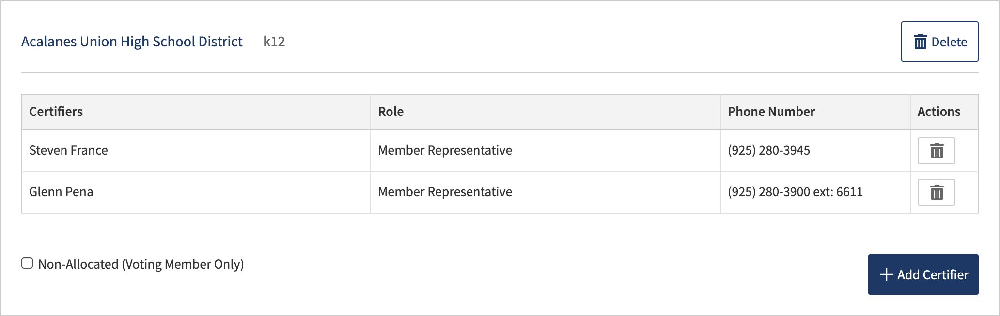 Acalanes Union High School District k12 Delete
Certifiers Role Phone Number Actions
Steven France Member Representative (925) 280-3945
Glenn Pena Member Representative (925) 280-3900 ext: 6611
Non-Allocated (Voting Member Only)
Add Certifier